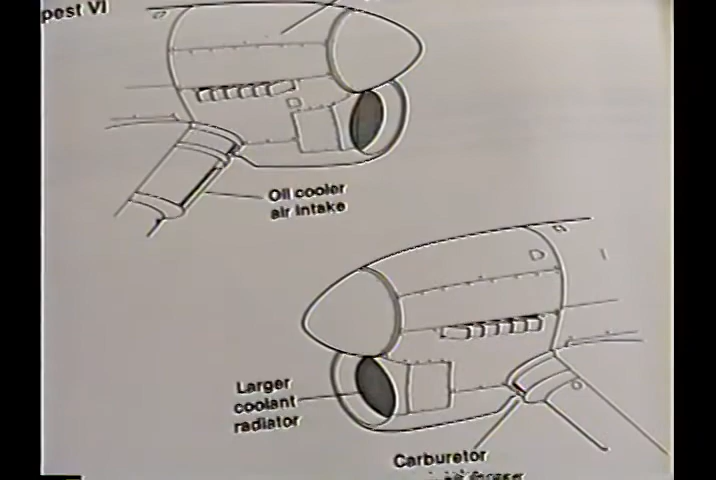 pest VI
Oil cooler
air intake
Larger
coolant
radiator
Carburetor